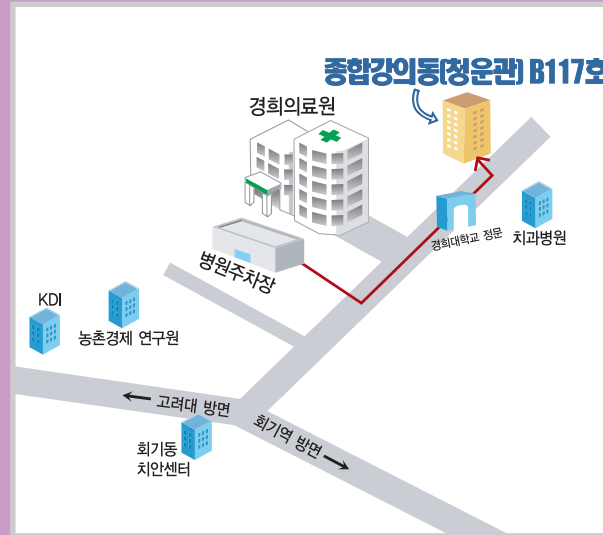 종합강의동(청운관) B117호
경희의료원
경희대학교 정문
치과병원
병원주차장
KDI
농촌경제 연구원
← 고려대 방면
회기역 방면 →
회기동
치안센터